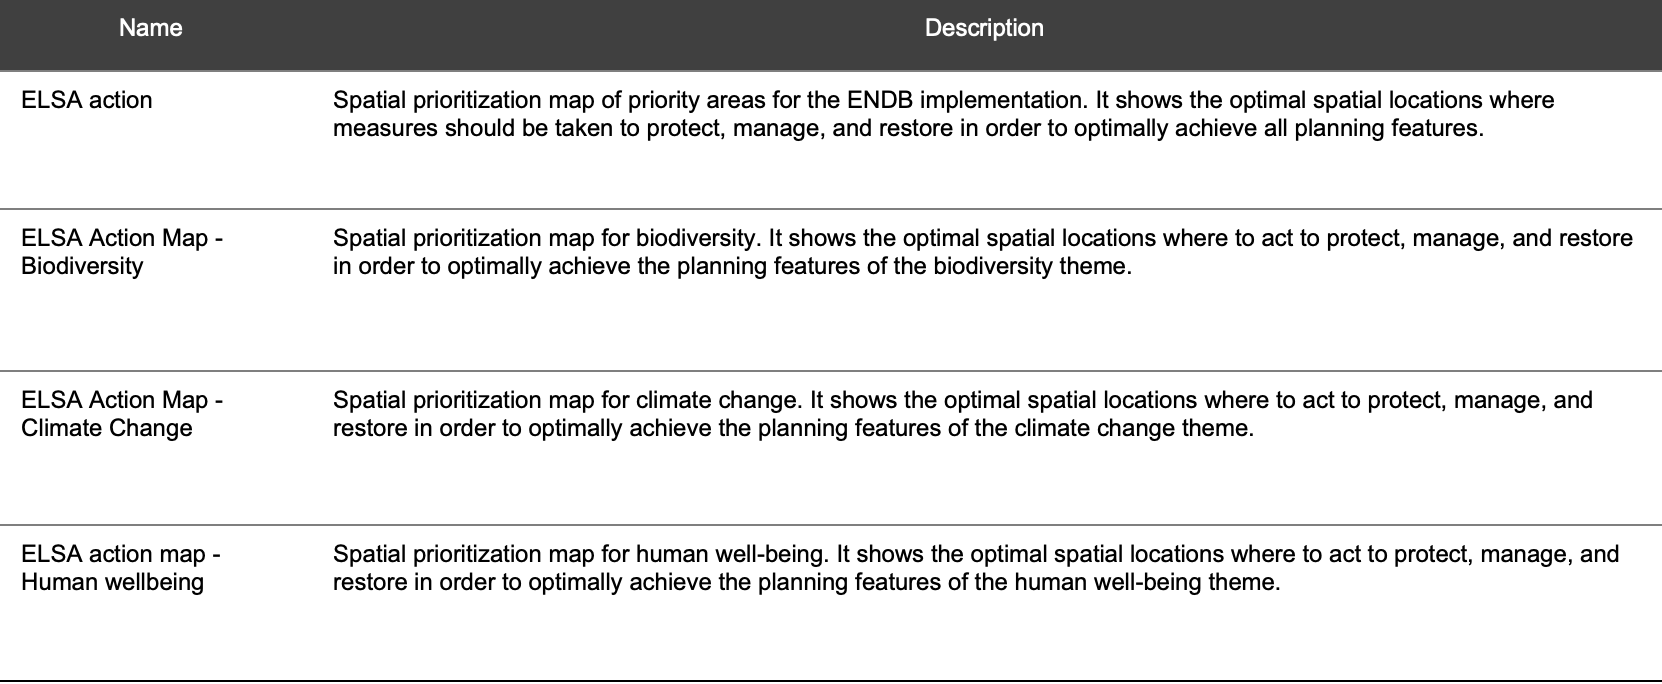 Name
Description
ELSA action
Spatial prioritization map of priority areas for the ENDB implementation. It shows the optimal spatial locations where
measures should be taken to protect, manage, and restore in order to optimally achieve all planning features.
ELSA Action Map -
Biodiversity
Spatial prioritization map for biodiversity. It shows the optimal spatial locations where to act to protect, manage, and restore
in order to optimally achieve the planning features of the biodiversity theme.
ELSA Action Map -
Climate Change
Spatial prioritization map for climate change. It shows the optimal spatial locations where to act to protect, manage, and
restore in order to optimally achieve the planning features of the climate change theme.
ELSA action map -
Human wellbeing
Spatial prioritization map for human well-being. It shows the optimal spatial locations where to act to protect, manage, and
restore in order to optimally achieve the planning features of the human well-being theme.